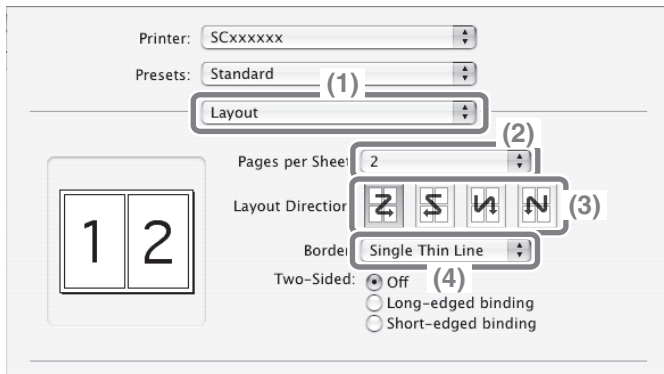 Printer: SCxxxxxx
Presets: Standard
(1)
Layout
(2)
Pages per Sheet 2
Layout Direction
(3)
Border Single Thin Line
Two-Sided: Off
(4)
Long-edged binding
Short-edged binding
1 2